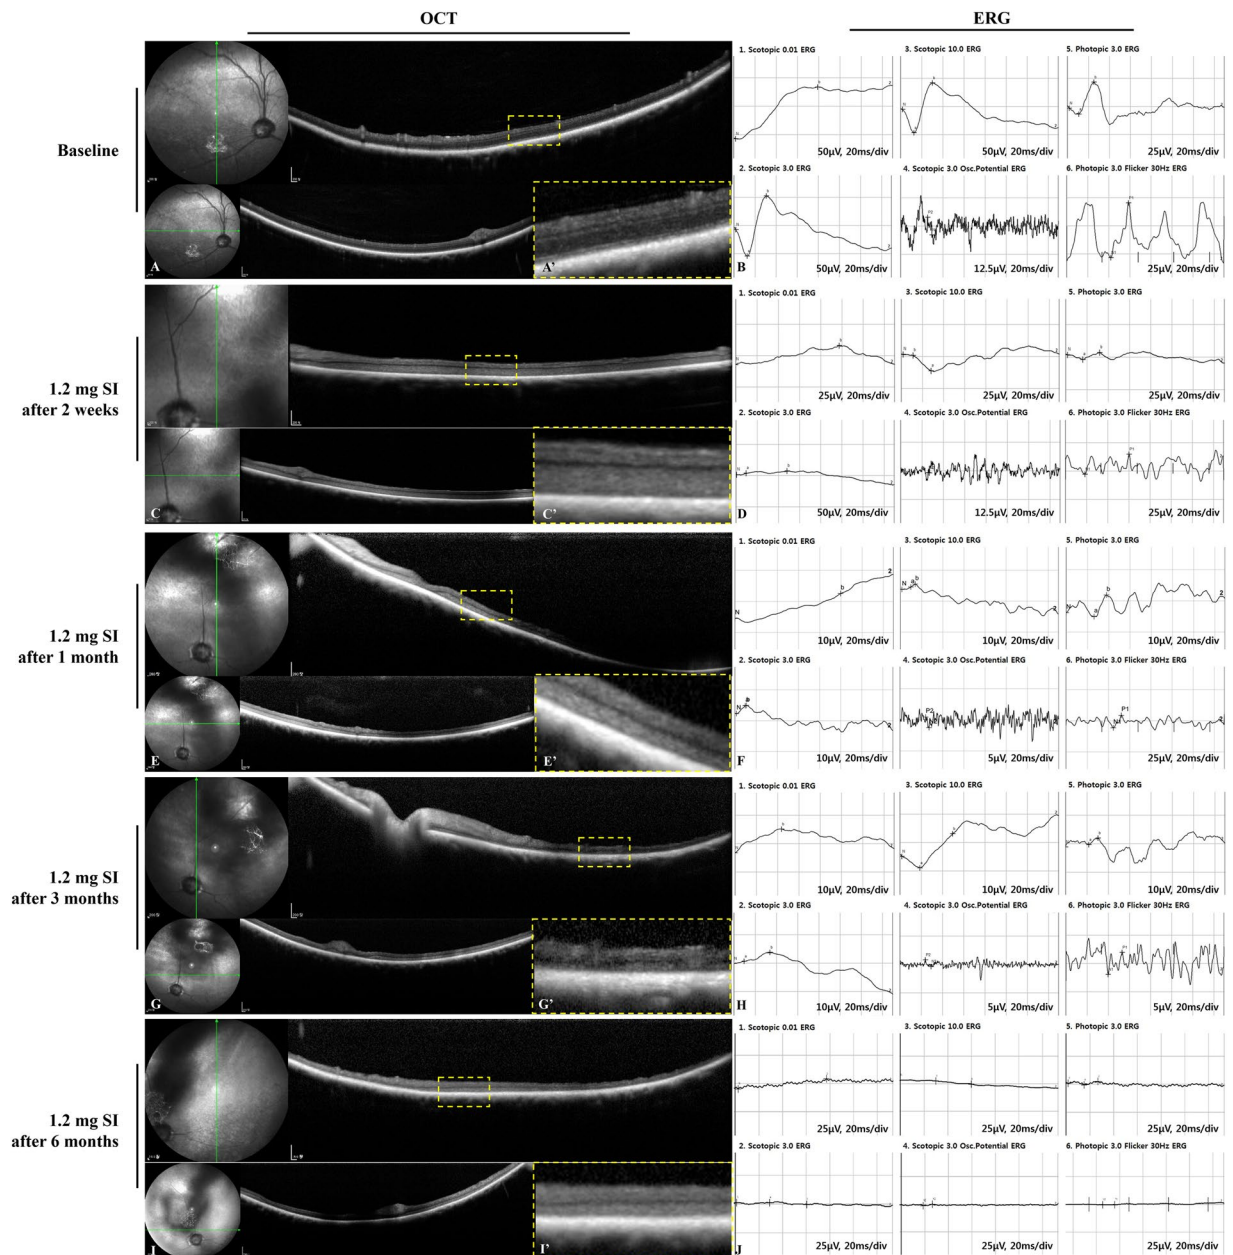 OCT
ERG
Baseline
A
A'
1. Scotopic 0.01 ERG
50µV, 20ms/div
3. Scotopic 10.0 ERG
50µV, 20ms/div
5. Photopic 3.0 ERG
25µV, 20ms/div
2. Scotopic 3.0 ERG
50µV, 20ms/div
4. Scotopic 3.0 Osc.Potential ERG
12.5µV, 20ms/div
6. Photopic 3.0 Flicker 30Hz ERG
25µV, 20ms/div
B
1.2 mg SI
after 2 weeks
C
C'
1. Scotopic 0.01 ERG
25µV, 20ms/div
3. Scotopic 10.0 ERG
25µV, 20ms/div
5. Photopic 3.0 ERG
25µV, 20ms/div
2. Scotopic 3.0 ERG
50µV, 20ms/div
4. Scotopic 3.0 Osc.Potential ERG
12.5µV, 20ms/div
6. Photopic 3.0 Flicker 30Hz ERG
25µV, 20ms/div
D
1.2 mg SI
after 1 month
E
E'
1. Scotopic 0.01 ERG
N
b
2
10µV, 20ms/div
3. Scotopic 10.0 ERG
N
a
b
2
10µV, 20ms/div
5. Photopic 3.0 ERG
N
a
b
2
10µV, 20ms/div
2. Scotopic 3.0 ERG
N
2
10µV, 20ms/div
4. Scotopic 3.0 Osc.Potential ERG
P2
5µV, 20ms/div
6. Photopic 3.0 Flicker 30Hz ERG
P1
2
25µV, 20ms/div
F
1.2 mg SI
after 3 months
G
G'
1. Scotopic 0.01 ERG
10µV, 20ms/div
3. Scotopic 10.0 ERG
10µV, 20ms/div
5. Photopic 3.0 ERG
10µV, 20ms/div
2. Scotopic 3.0 ERG
10µV, 20ms/div
4. Scotopic 3.0 Osc.Potential ERG
5µV, 20ms/div
6. Photopic 3.0 Flicker 30Hz ERG
5µV, 20ms/div
H
1.2 mg SI
after 6 months
I
I'
1. Scotopic 0.01 ERG
25µV, 20ms/div
3. Scotopic 10.0 ERG
25µV, 20ms/div
5. Photopic 3.0 ERG
25µV, 20ms/div
2. Scotopic 3.0 ERG
25µV, 20ms/div
4. Scotopic 3.0 Osc.Potential ERG
25µV, 20ms/div
6. Photopic 3.0 Flicker 30Hz ERG
25µV, 20ms/div
J